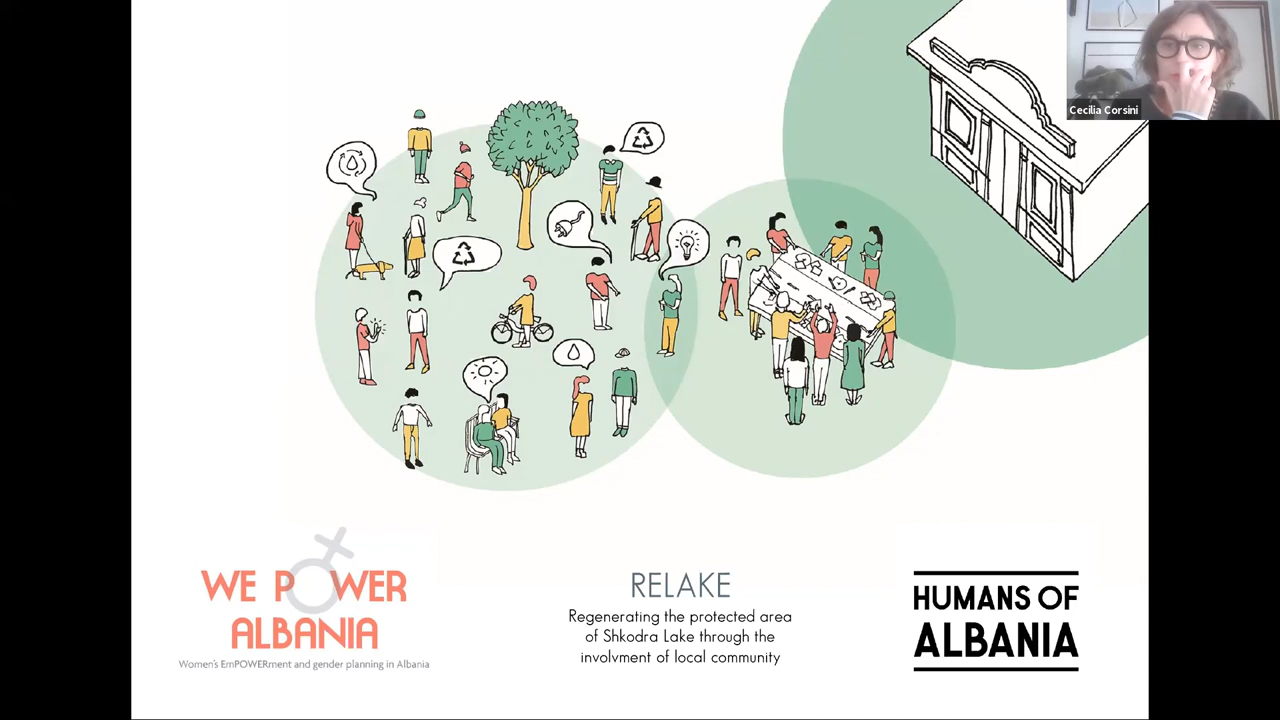 Cecilia Corsini
WE POWER
ALBANIA
Women's EmPOWERment and gender planning in Albania
RELAKE
Regenerating the protected area
of Shkodra Lake through the
involvment of local community
HUMANS OF
ALBANIA